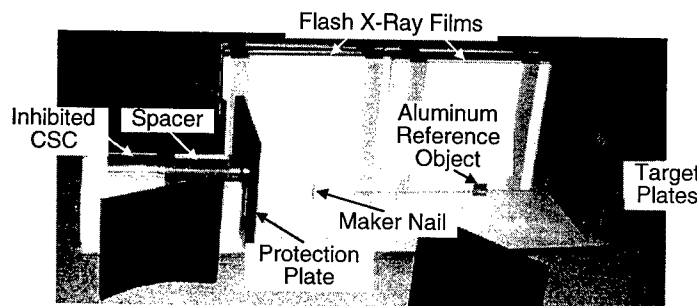 Flash X-Ray Films
Inhibited
CSC
Spacer
Aluminum
Reference
Object
Target
Plates
Maker Nail
Protection
Plate